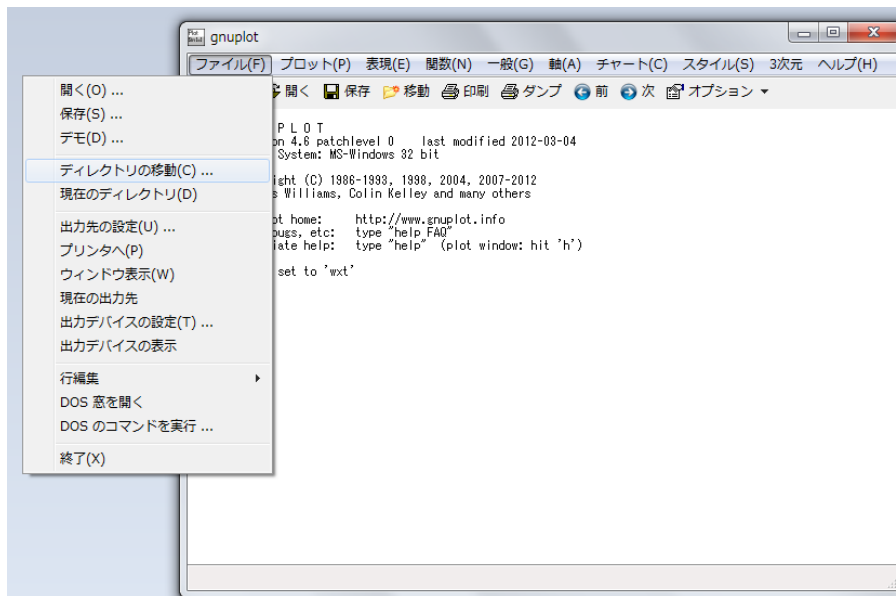 gnuplot
ファイル(F) プロット(P) 表現(E) 関数(N) 一般(G) 軸(A) チャート(C) スタイル(S) 3次元 ヘルプ(H)
開く 保存 移動 印刷 ダンプ 前 次 オプション
開く(O) ...
保存(S) ...
デモ(D) ...
ディレクトリの移動(C) ...
現在のディレクトリ(D)
出力先の設定(U) ...
プリンタへ(P)
ウィンドウ表示(W)
現在の出力先
出力デバイスの設定(T) ...
出力デバイスの表示
行編集
DOS 窓を開く
DOS のコマンドを実行 ...
終了(X)
P L O T
4.6 patchlevel 0 last modified 2012-03-04
System: MS-Windows 32 bit
(C) 1986-1993, 1998, 2004, 2007-2012
Williams, Colin Kelley and many others
home: http://www.gnuplot.info
bugs, etc: type "help FAQ"
help: type "help" (plot window: hit 'h')
set to 'wxt'